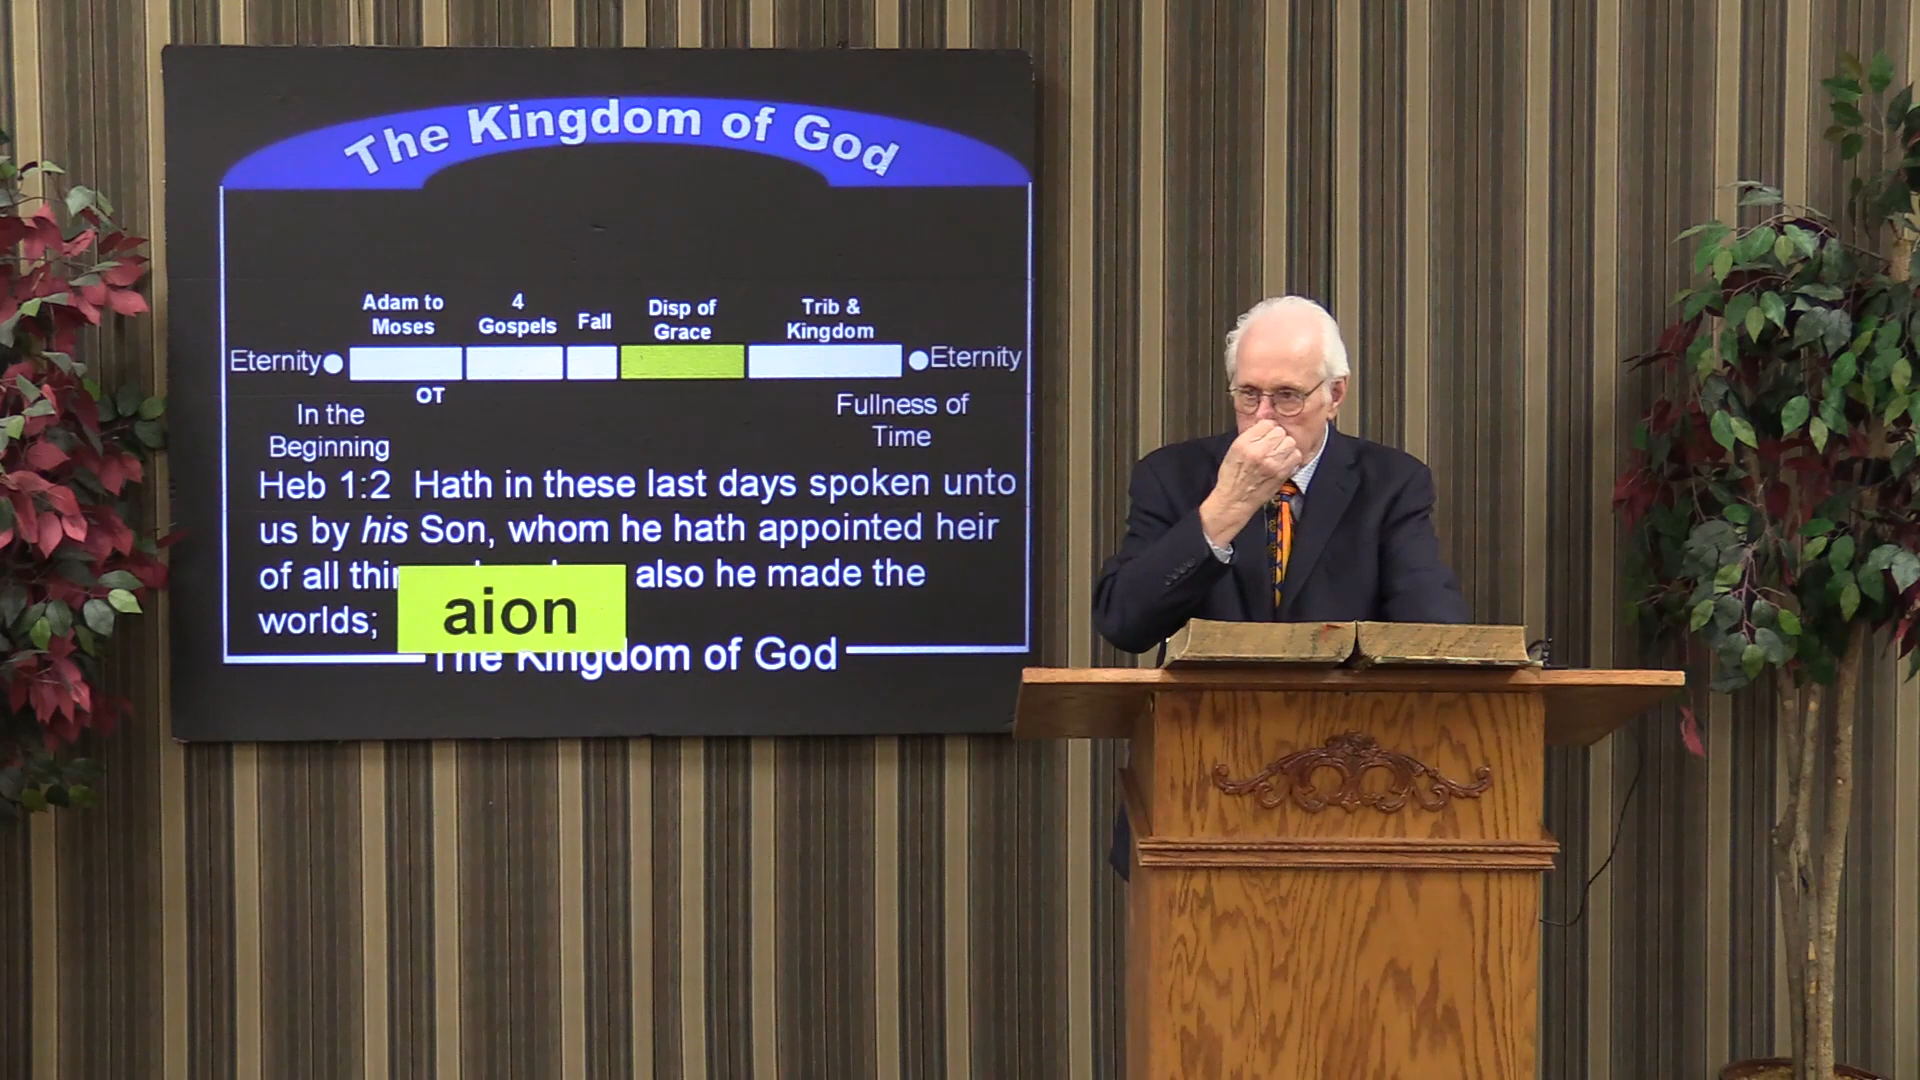 The Kingdom of God
Adam to
Moses
4
Gospels
Fall
Disp of
Grace
Trib &
Kingdom
Eternity
Eternity
OT
In the
Beginning
Fullness of
Time
Heb 1:2 Hath in these last days spoken unto
us by his Son, whom he hath appointed heir
of all also he made the
worlds;
aion
The Kingdom of God